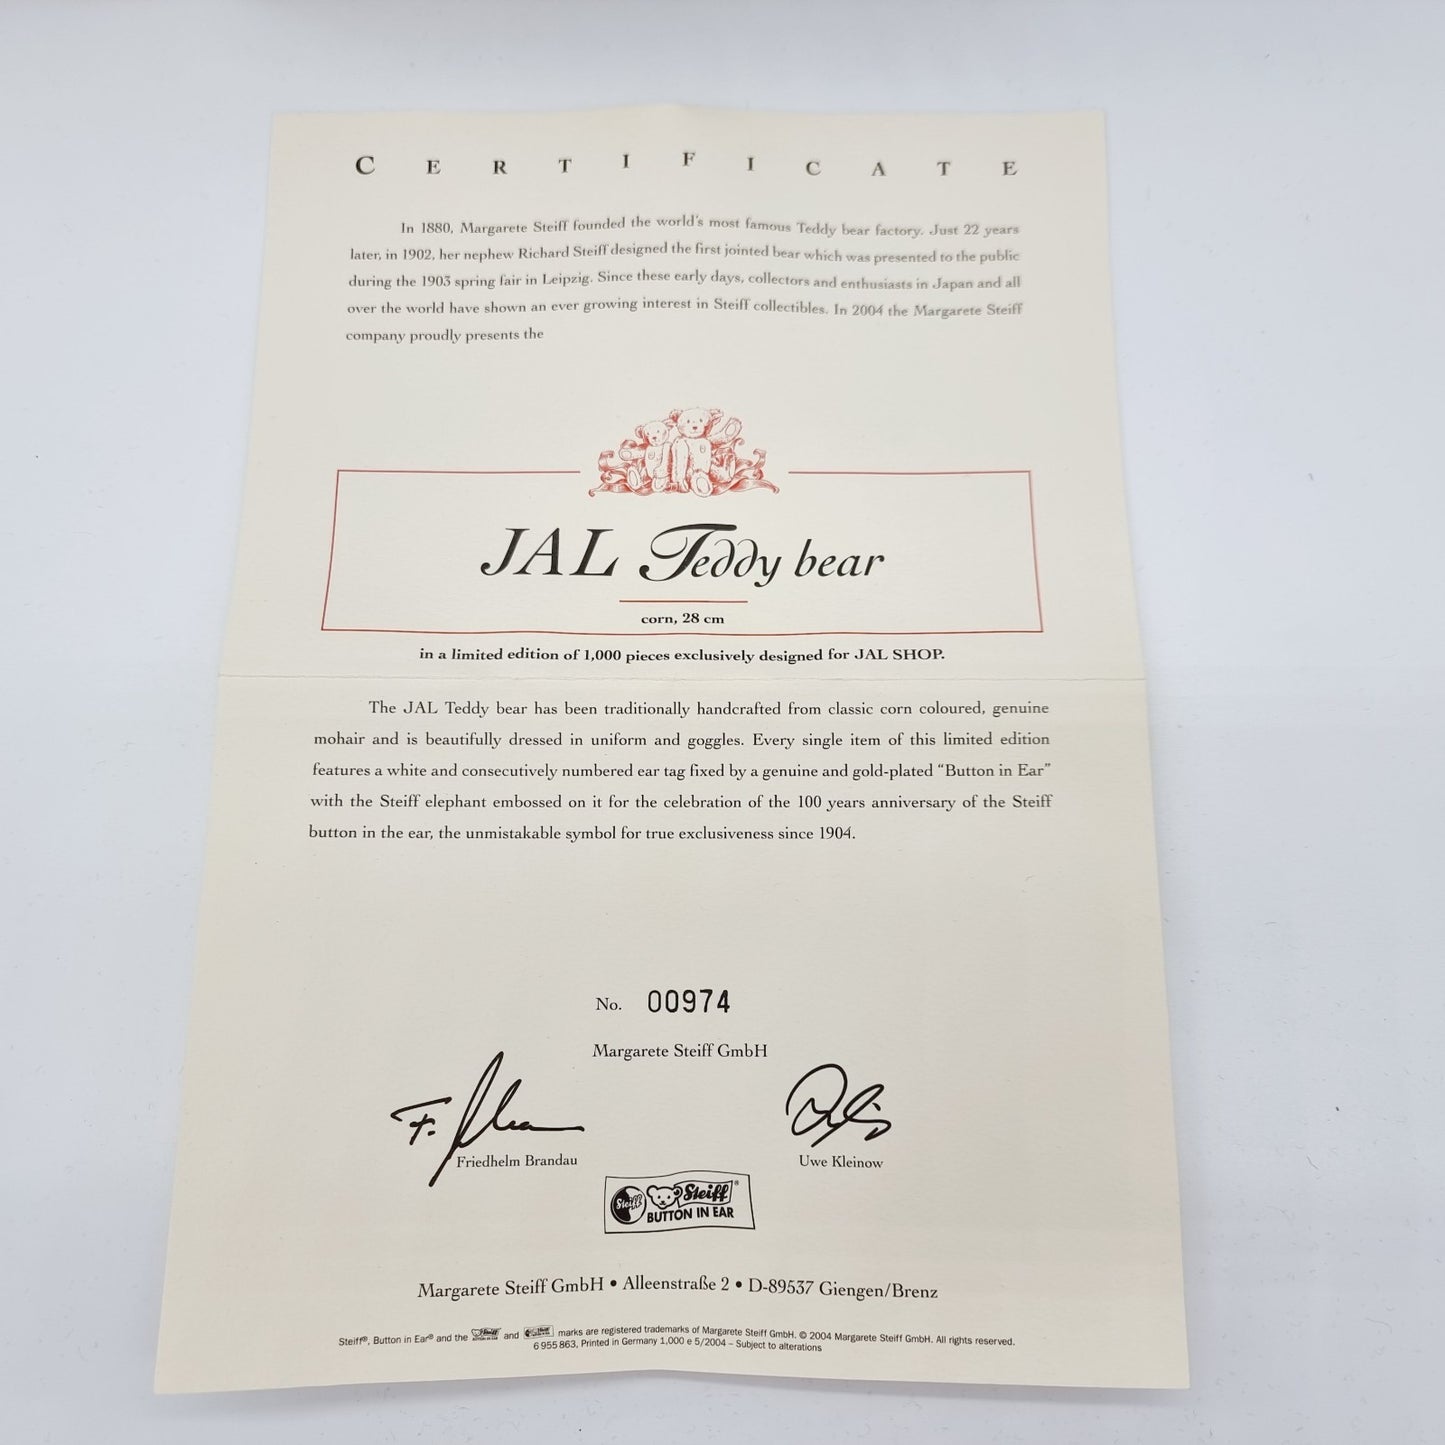 CERTIFICATE
In 1880, Margarete Steiff founded the world's most famous Teddy bear factory. Just 22 years
later, in 1902, her nephew Richard Steiff designed the first jointed bear which was presented to the public
during the 1903 spring fair in Leipzig. Since these early days, collectors and enthusiasts in Japan and all
over the world have shown an ever growing interest in Steiff collectibles. In 2004 the Margarete Steiff
company proudly presents the
JAL Teddy bear
corn, 28 cm
in a limited edition of 1,000 pieces exclusively designed for JAL SHOP.
The JAL Teddy bear has been traditionally handcrafted from classic corn coloured, genuine
mohair and is beautifully dressed in uniform and goggles. Every single item of this limited edition
features a white and consecutively numbered ear tag fixed by a genuine and gold-plated “Button in Ear”
with the Steiff elephant embossed on it for the celebration of the 100 years anniversary of the Steiff
button in the ear, the unmistakable symbol for true exclusiveness since 1904.
No. 00974
Margarete Steiff GmbH
Friedhelm Brandau
Uwe Kleinow
Steiff Steiff®
BUTTON IN EAR
Margarete Steiff GmbH • Alleenstraße 2 • D-89537 Giengen/Brenz
Steiff®, Button in Ear® and the and marks are registered trademarks of Margarete Steiff GmbH. © 2004 Margarete Steiff GmbH. All rights reserved.
6 955 863, Printed in Germany 1,000 e 5/2004 – Subject to alterations